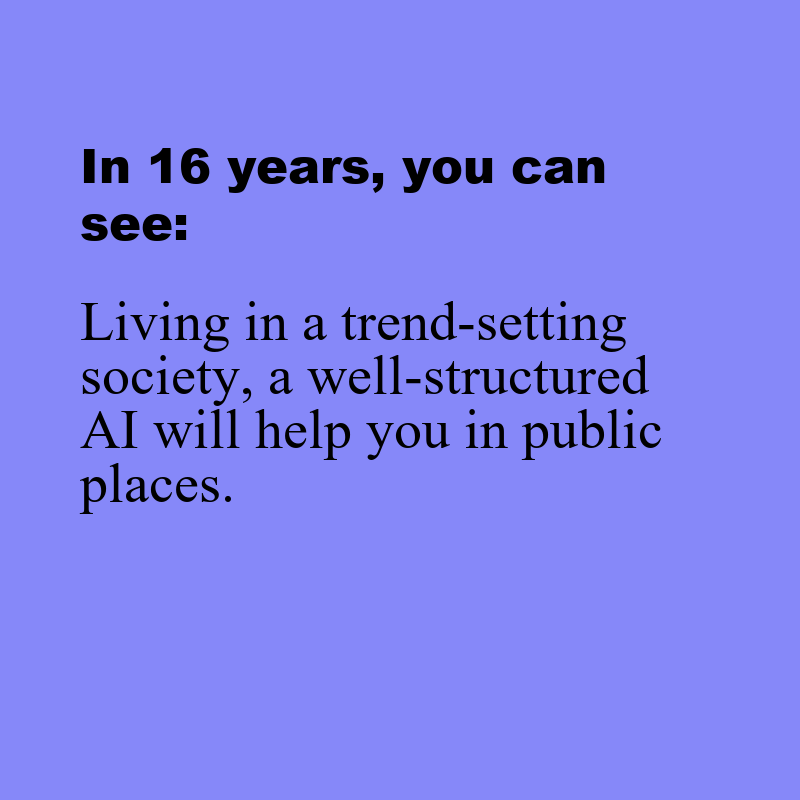 In 16 years, you can
see:
Living in a trend-setting
society, a well-structured
AI will help you in public
places.